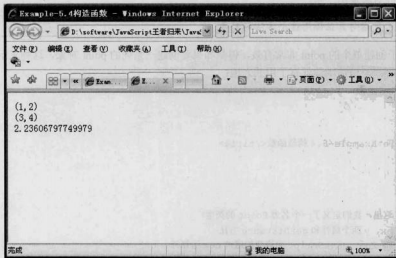 Example-5.4构造函数 - Windows Internet Explorer
D:\software\JavaScript王者归来\Java Live Search
文件(F) 编辑(E) 查看(V) 收藏夹(A) 工具(T) 帮助(H)
Exam... E... 页面(P) 工具(O)
(1,2)
(3,4)
2.23606797749979
完成 我的电脑 100%